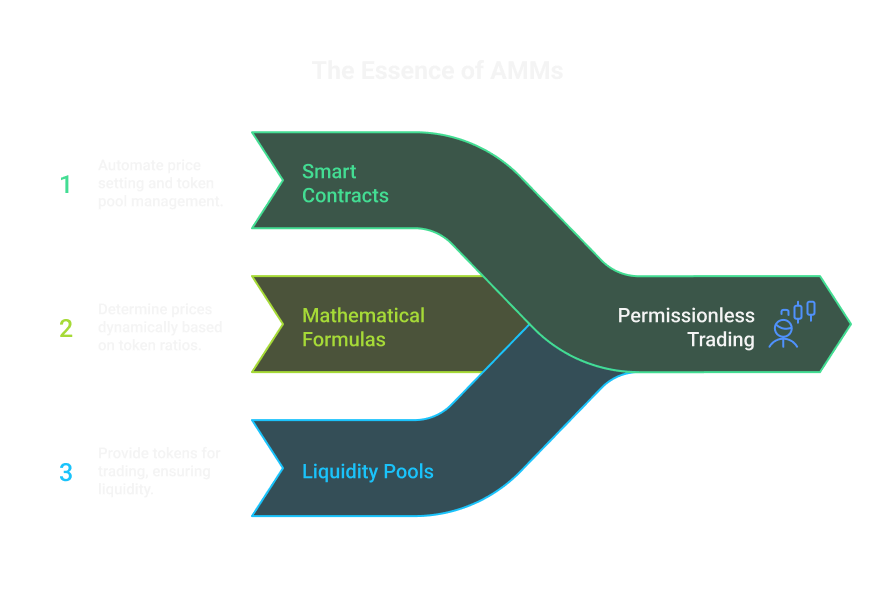 The Essence of AMMs
1
Automate price
setting and token
pool management.
Smart
Contracts
2
Determine prices
dynamically based
on token ratios.
Mathematical
Formulas
Permissionless
Trading
3
Provide tokens for
trading, ensuring
liquidity.
Liquidity Pools